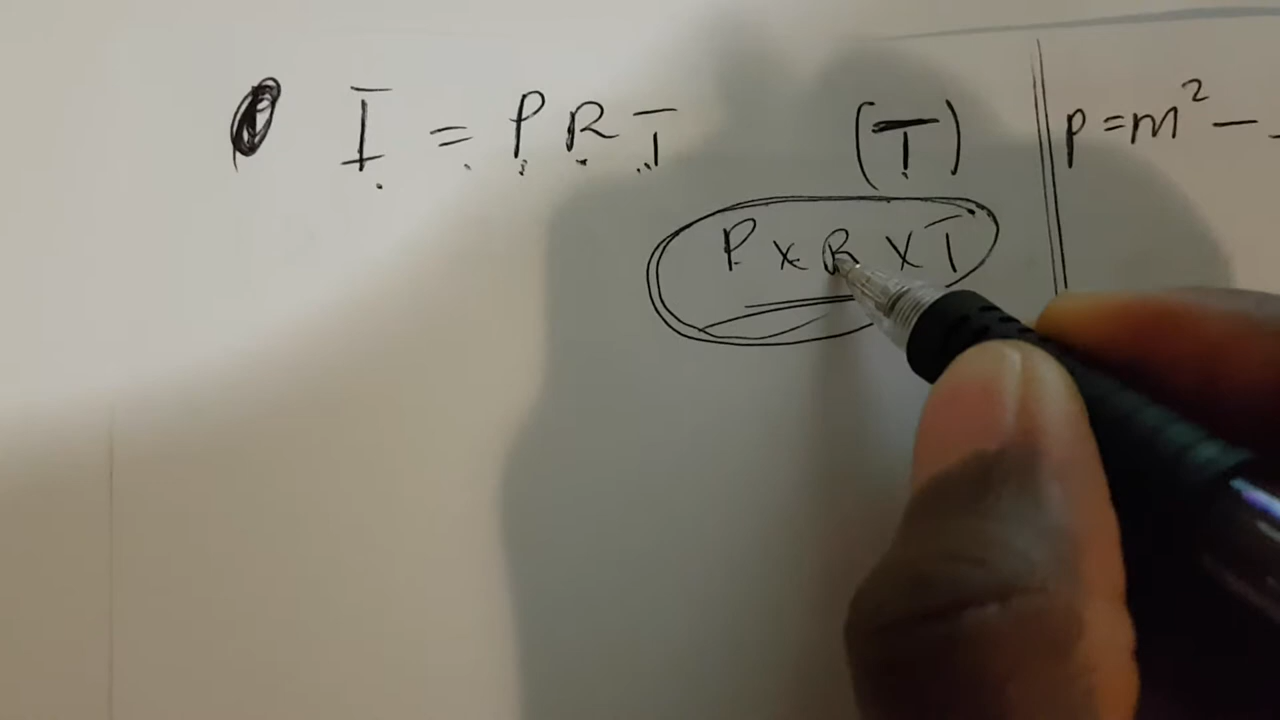 I = PRT (T)
P x R x T
p = m² -